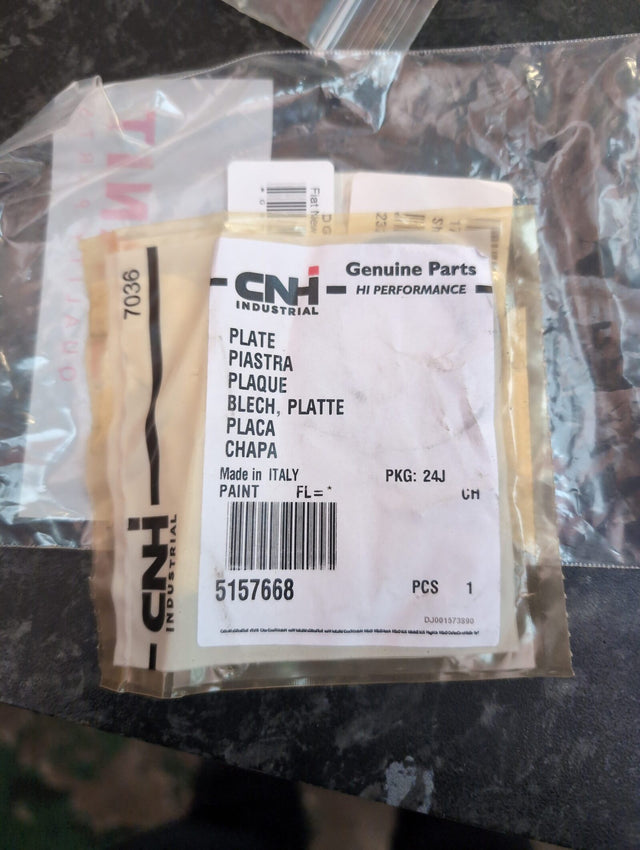 CNH
INDUSTRIAL
Genuine Parts
HI PERFORMANCE
PLATE
PIASTRA
PLAQUE
BLECH, PLATTE
PLACA
CHAPA
Made in ITALY PKG: 24J
PAINT FL=* CH
5157668 PCS 1
DJ001573890
7036
CNH
INDUSTRIAL